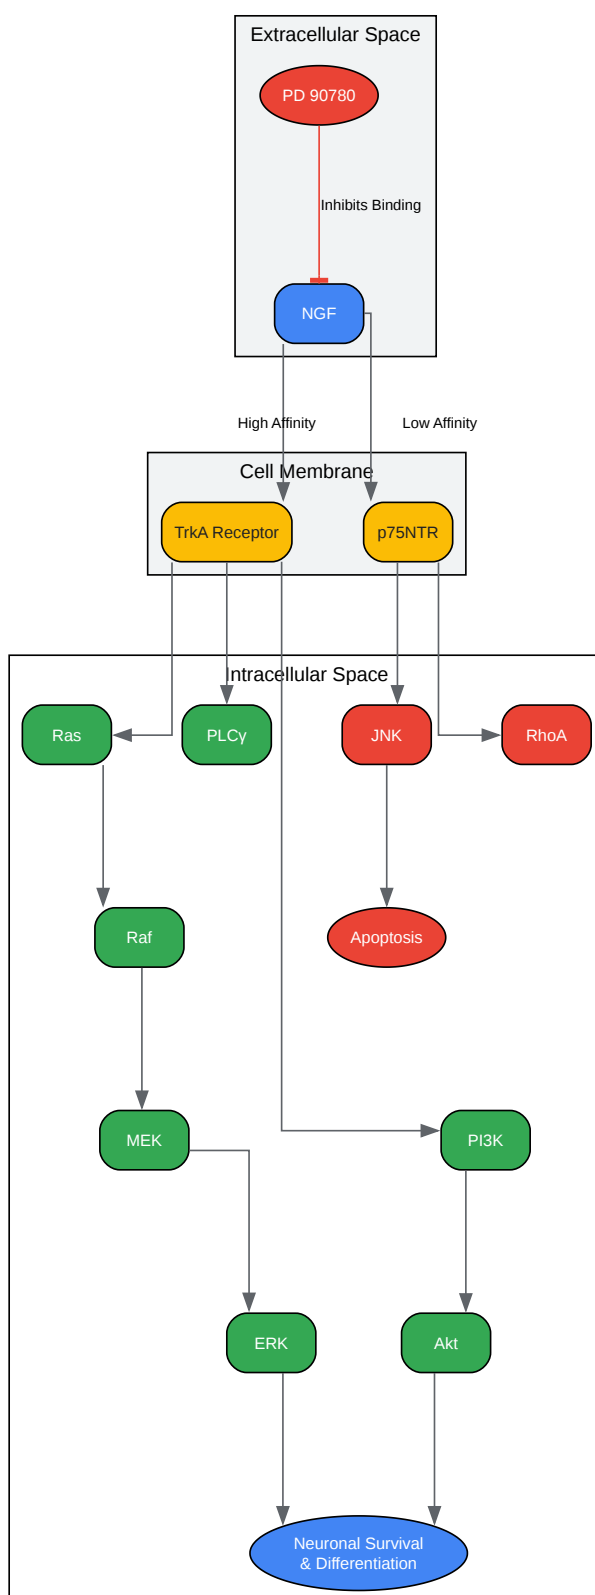 Extracellular Space
PD 90780
Inhibits Binding
NGF
High Affinity
Low Affinity
Cell Membrane
TrkA Receptor
p75NTR
Intracellular Space
Ras
PLCγ
JNK
RhoA
Raf
Apoptosis
MEK
PI3K
ERK
Akt
Neuronal Survival
& Differentiation